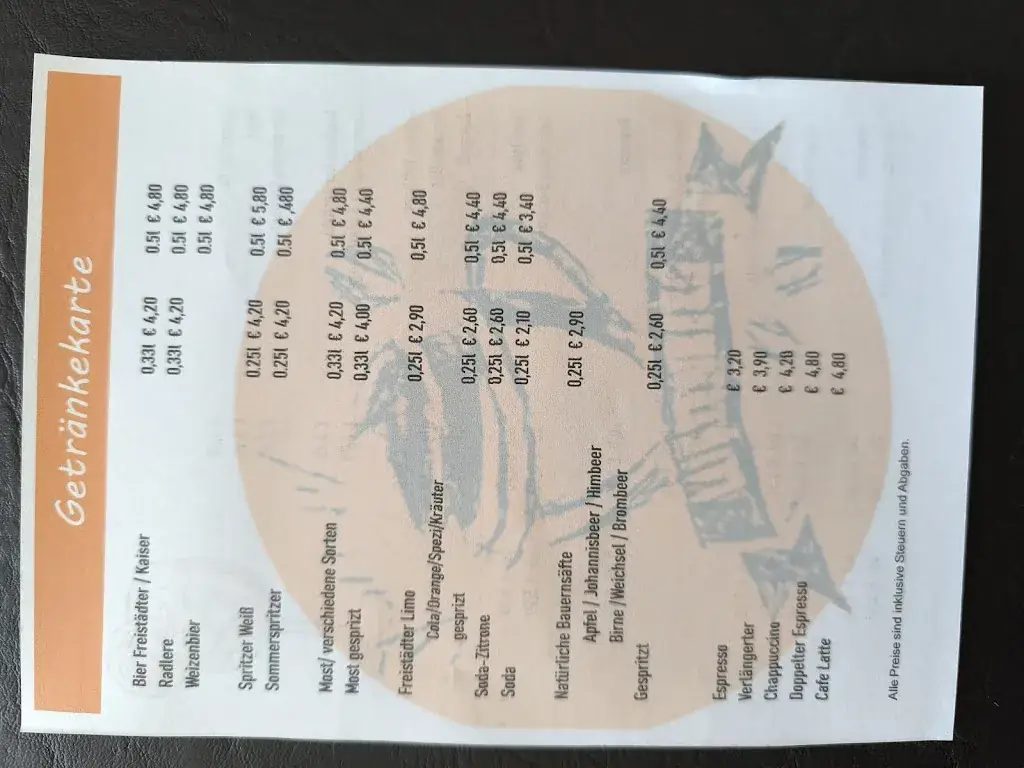 Getränkekarte
Bier Freistädter / Kaiser 0,33l € 4,20 0.5l € 4,80
Radlere 0,33l € 4,20 0.5l € 4,80
Weizenbier 0.5l € 4,80
Spritzer Weiß 0.25l € 4,20 0.5l € 5,80
Sommerspritzer 0.25l € 4,20 0.5l € ,480
Most/ verschiedene Sorten 0,33l € 4,20 0,5l € 4,80
Most gesprizt 0,33l € 4,00 0,5l € 4,40
Freistädter Limo 0,25l € 2,90 0,5l € 4,80
Cola/Orange/Spezi/Kräuter
gesprizt 0,25l € 2,60 0,5l € 4,40
Soda-Zitrone 0,25l € 2,60 0,5l € 4,40
Soda 0,25l € 2,10 0,5l € 3,40
Natürliche Bauernsäfte 0,25l € 2,90
Apfel / Johannisbeer / Himbeer
Birne /Weichsel / Brombeer
Gespritzt 0,25l € 2,60 0,5l € 4,40
Espresso € 3,20
Verlängerter € 3,90
Chappuccino € 4,20
Doppelter Espresso € 4,80
Cafe Latte € 4,80
Alle Preise sind inklusive Steuern und Abgaben.